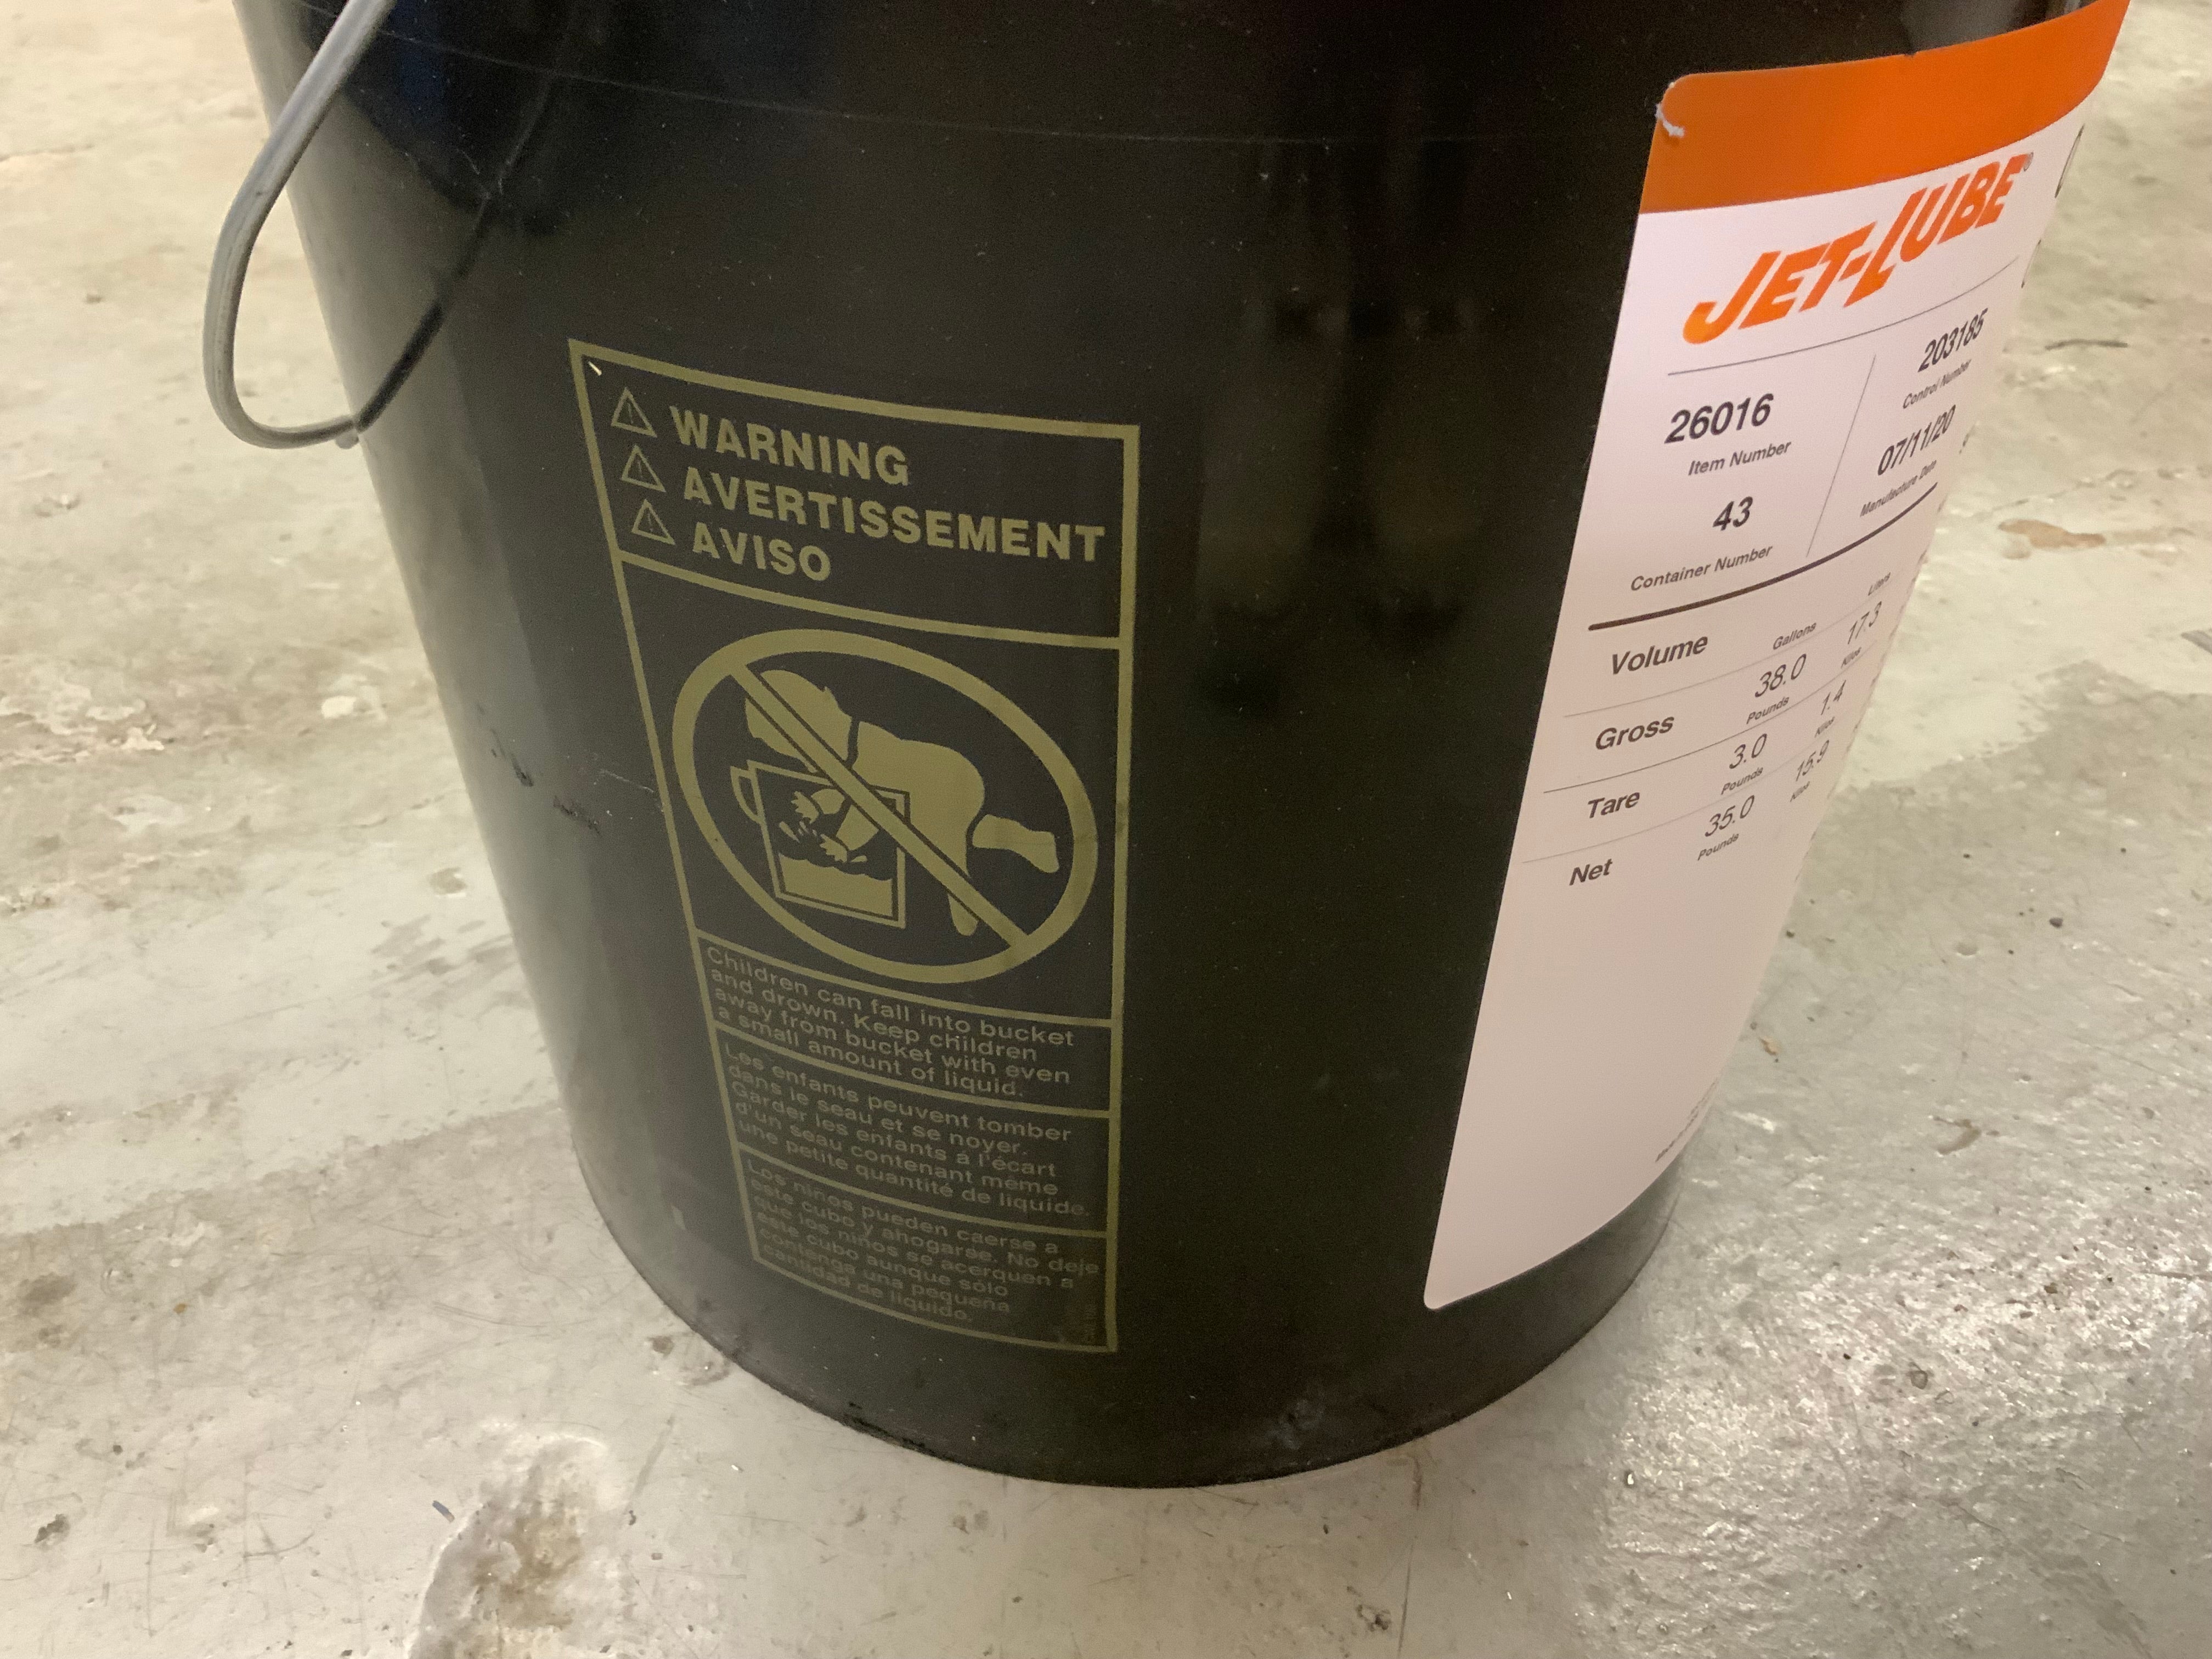 WARNING
AVERTISSEMENT
AVISO
Children can fall into bucket
and drown. Keep children
away from bucket with even
a small amount of liquid.
Les enfants peuvent tomber
dans le seau et se noyer.
Garder les enfants à l'écart
d'un seau contenant même
une petite quantité de liquide.
Los niños pueden caerse a
este cubo y ahogarse. No deje
que los niños se acerquen a
este cubo aunque sólo
contenga una pequeña
cantidad de líquido.
JET-LUBE®
26016
Item Number
43
Container Number
203185
Control Number
07/11/20
Manufacture Date
Volume Gallons Liters
Gross 38.0 Pounds 17.3 Kilos
Tare 3.0 Pounds 1.4 Kilos
Net 35.0 Pounds 15.9 Kilos